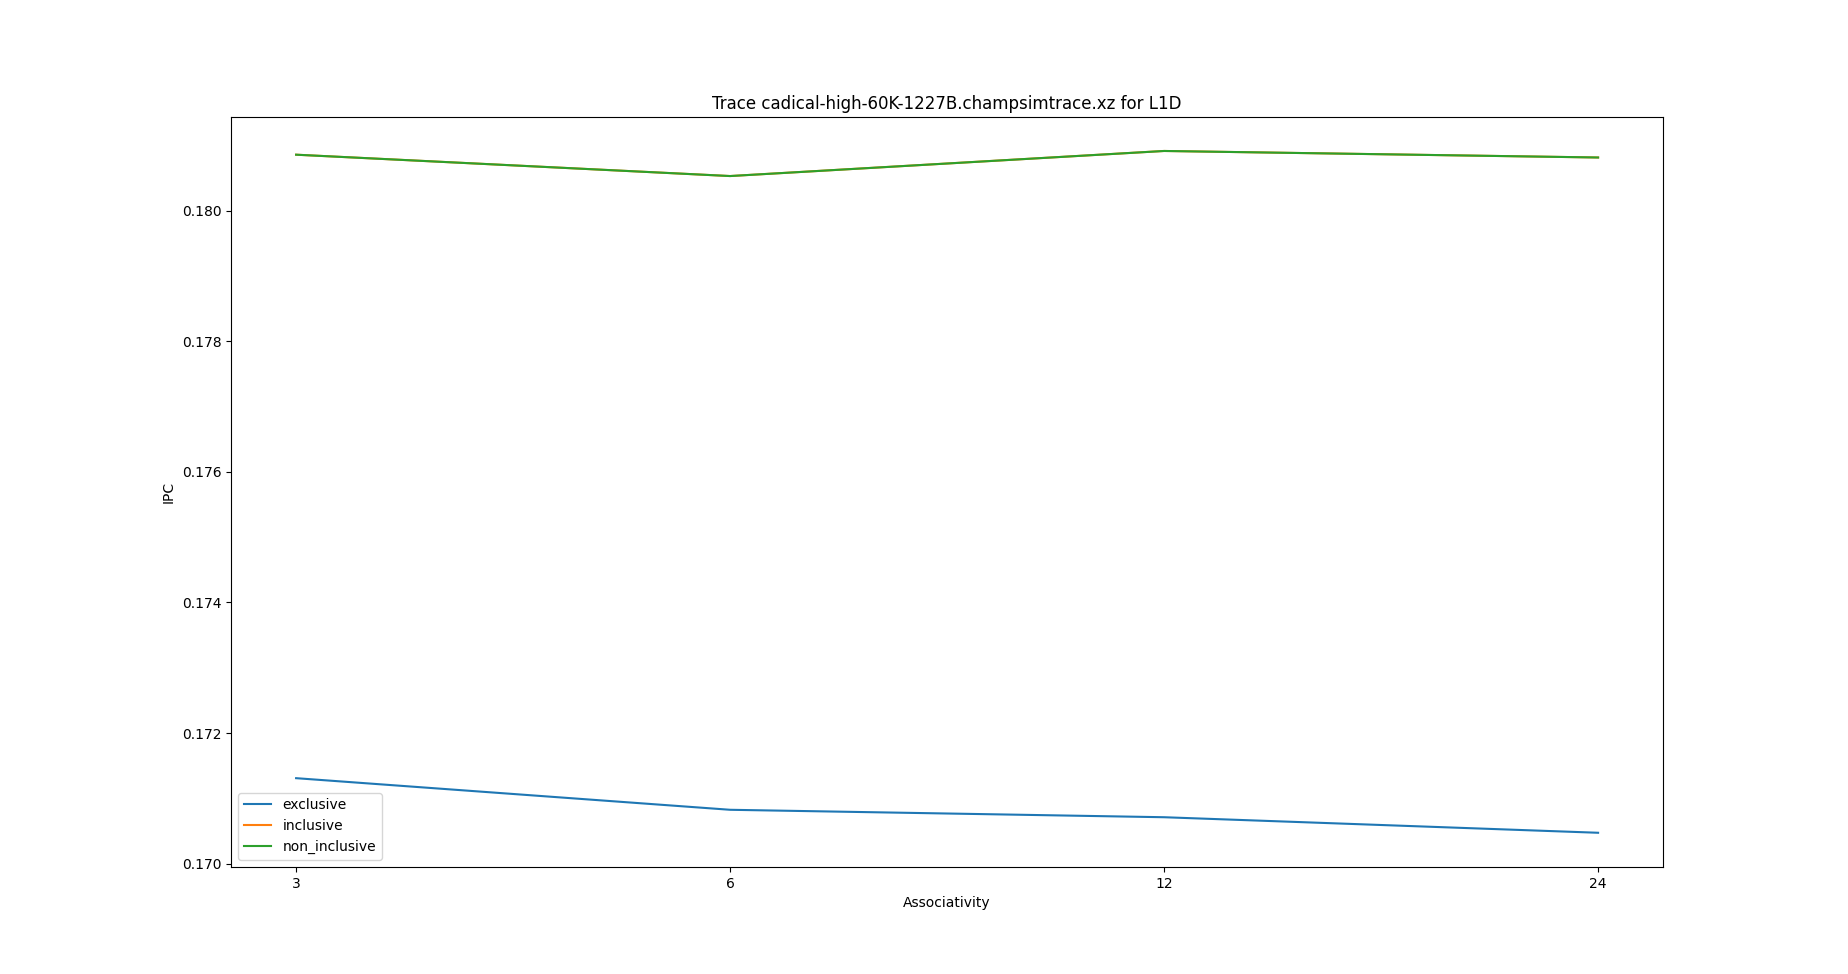 Trace cadical-high-60K-1227B.champsimtrace.xz for L1D
0.180
0.178
0.176
0.174
0.172
0.170
IPC
exclusive
inclusive
non_inclusive
3 6 12 24
Associativity